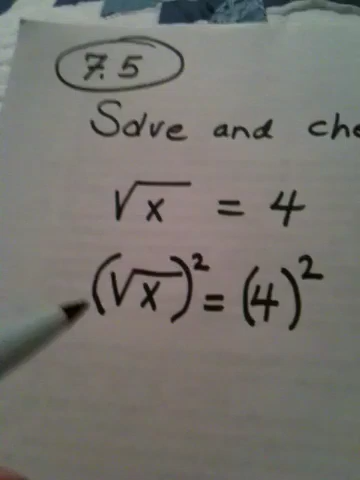 7.5
Solve and che
√x = 4
(√x)² = (4)²